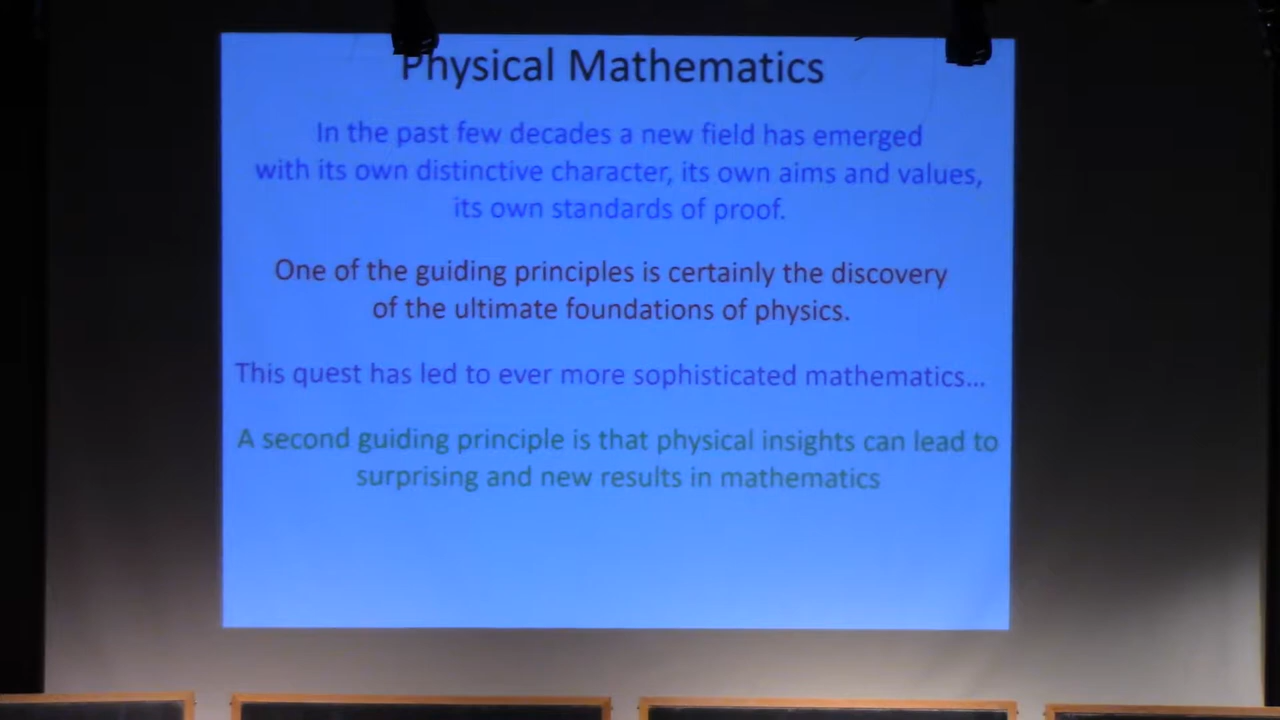 Physical Mathematics
In the past few decades a new field has emerged
with its own distinctive character, its own aims and values,
its own standards of proof.
One of the guiding principles is certainly the discovery
of the ultimate foundations of physics.
This quest has led to ever more sophisticated mathematics…
A second guiding principle is that physical insights can lead to
surprising and new results in mathematics